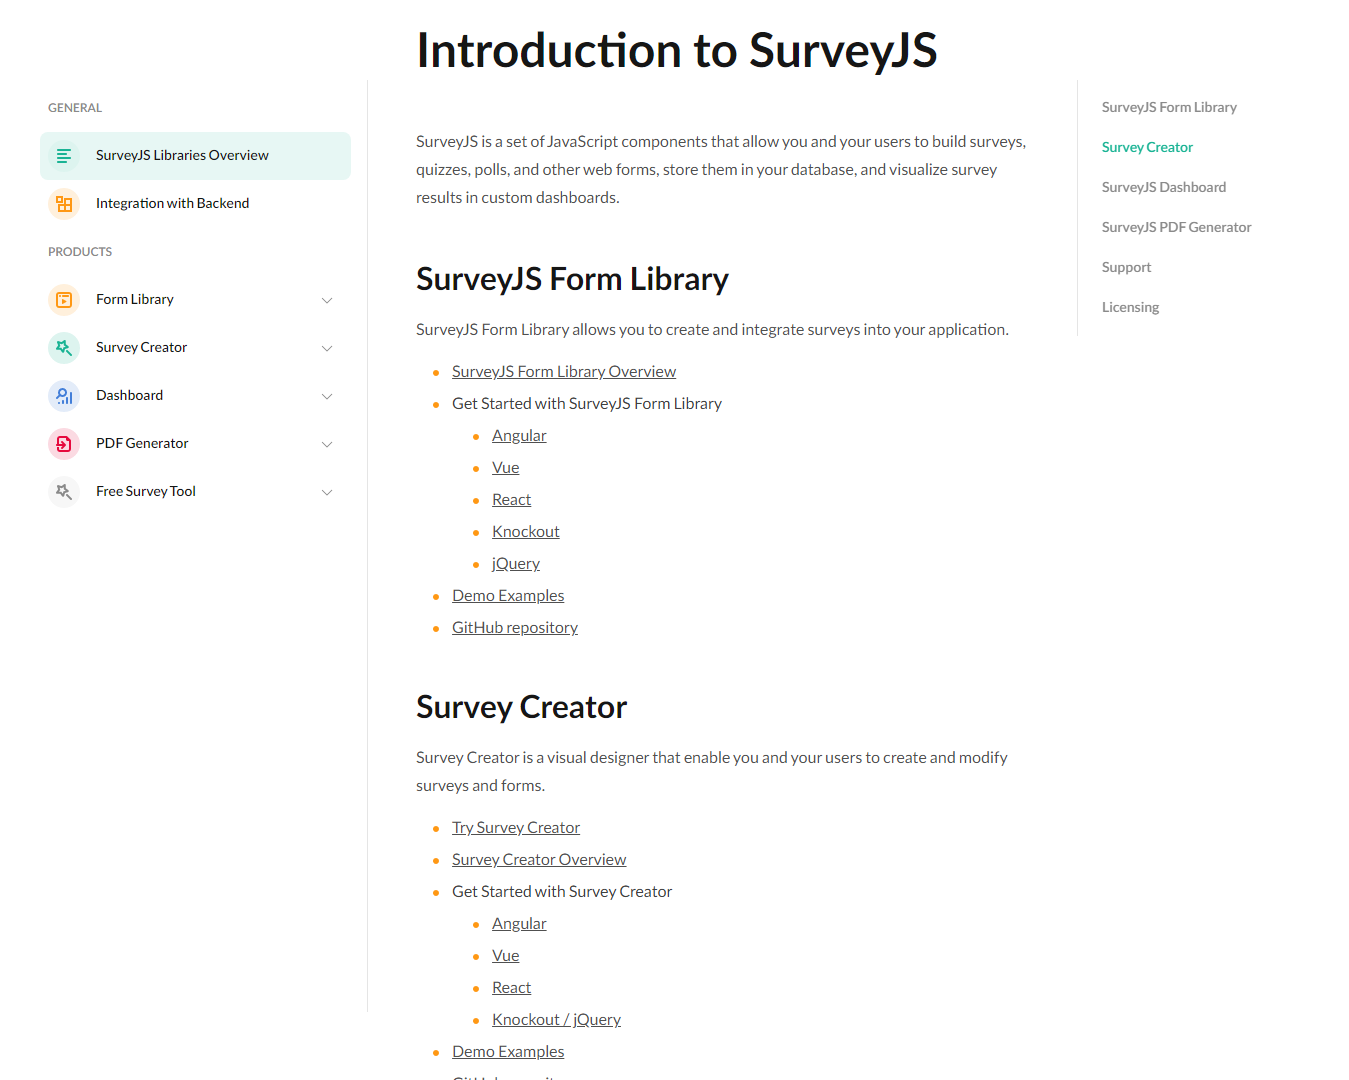 Introduction to SurveyJS
GENERAL
SurveyJS Libraries Overview
Integration with Backend
PRODUCTS
Form Library
Survey Creator
Dashboard
PDF Generator
Free Survey Tool
SurveyJS is a set of JavaScript components that allow you and your users to build surveys,
quizzes, polls, and other web forms, store them in your database, and visualize survey
results in custom dashboards.
SurveyJS Form Library
SurveyJS Form Library allows you to create and integrate surveys into your application.
SurveyJS Form Library Overview
Get Started with SurveyJS Form Library
Angular
Vue
React
Knockout
jQuery
Demo Examples
GitHub repository
Survey Creator
Survey Creator is a visual designer that enable you and your users to create and modify
surveys and forms.
Try Survey Creator
Survey Creator Overview
Get Started with Survey Creator
Angular
Vue
React
Knockout / jQuery
Demo Examples
SurveyJS Form Library
Survey Creator
SurveyJS Dashboard
SurveyJS PDF Generator
Support
Licensing